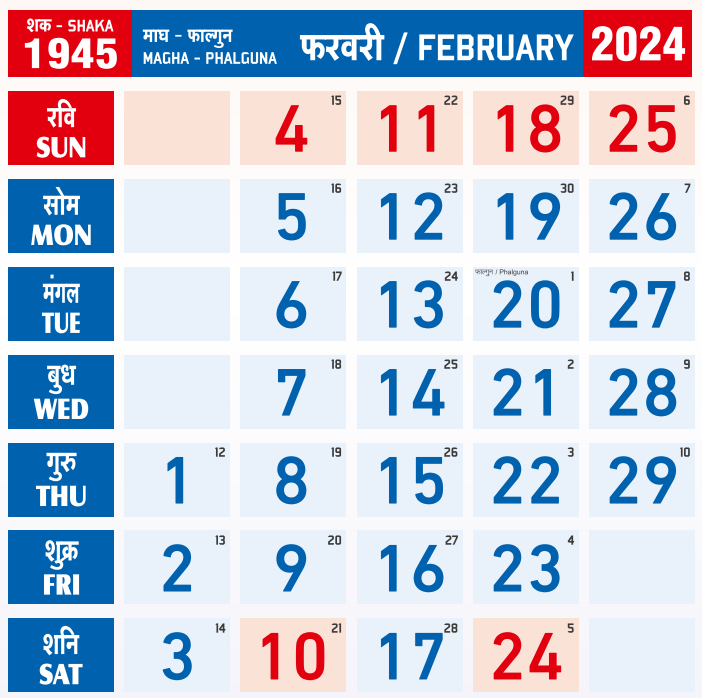 शक - SHAKA
1945
माघ - फाल्गुन
MAGHA - PHALGUNA
फरवरी / FEBRUARY
2024
रवि
SUN
4 15
11 22
18 29
25 6
सोम
MON
5 16
12 23
19 30
26 7
मंगल
TUE
6 17
13 24
फाल्गुन / Phalguna
20 1
27 8
बुध
WED
7 18
14 25
21 2
28 9
गुरु
THU
1 12
8 19
15 26
22 3
29 10
शुक्र
FRI
2 13
9 20
16 27
23 4
शनि
SAT
3 14
10 21
17 28
24 5